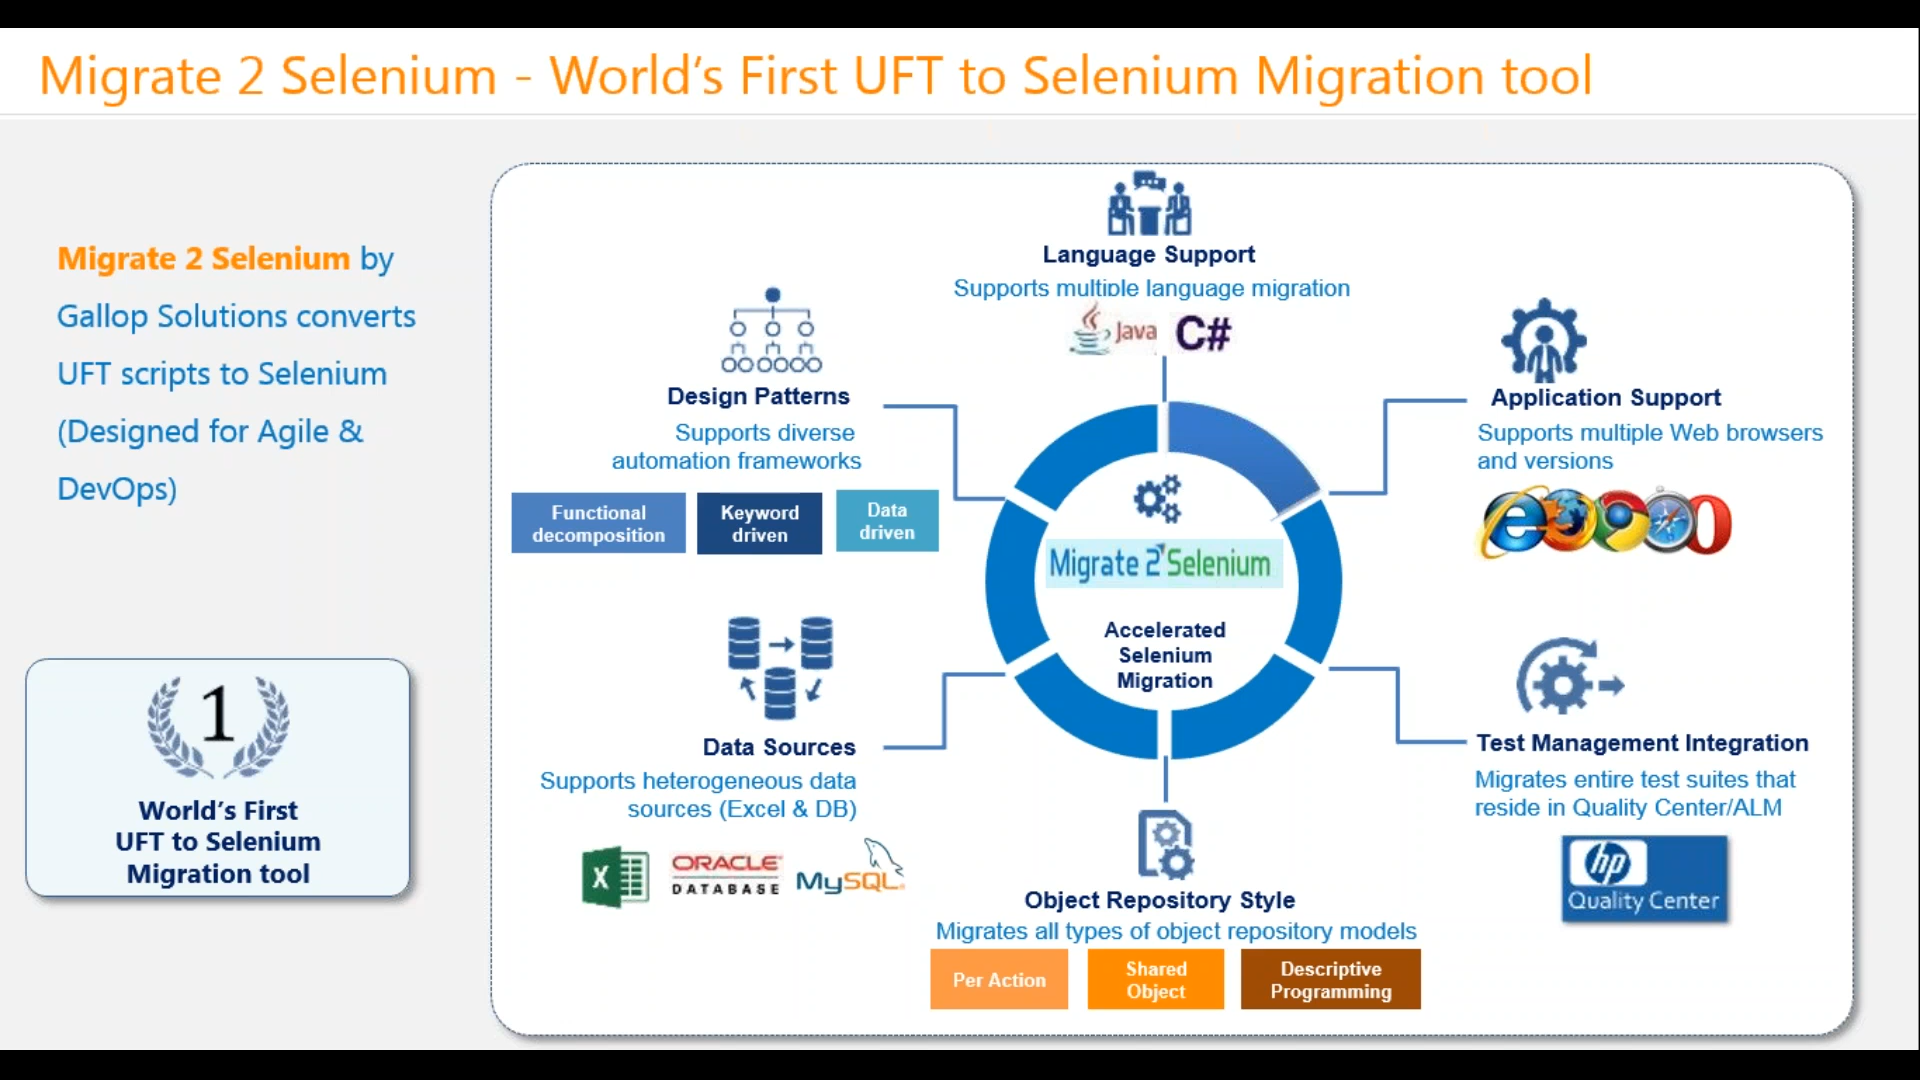 Migrate 2 Selenium - World's First UFT to Selenium Migration tool
Migrate 2 Selenium by
Gallop Solutions converts
UFT scripts to Selenium
(Designed for Agile &
DevOps)
1
World's First
UFT to Selenium
Migration tool
Language Support
Supports multiple language migration
Java
C#
Design Patterns
Supports diverse
automation frameworks
Functional
decomposition
Keyword
driven
Data
driven
Application Support
Supports multiple Web browsers
and versions
Migrate 2 Selenium
Accelerated
Selenium
Migration
Data Sources
Supports heterogeneous data
sources (Excel & DB)
X
ORACLE
DATABASE
MySQL
Test Management Integration
Migrates entire test suites that
reside in Quality Center/ALM
hp
Quality Center
Object Repository Style
Migrates all types of object repository models
Per Action
Shared
Object
Descriptive
Programming